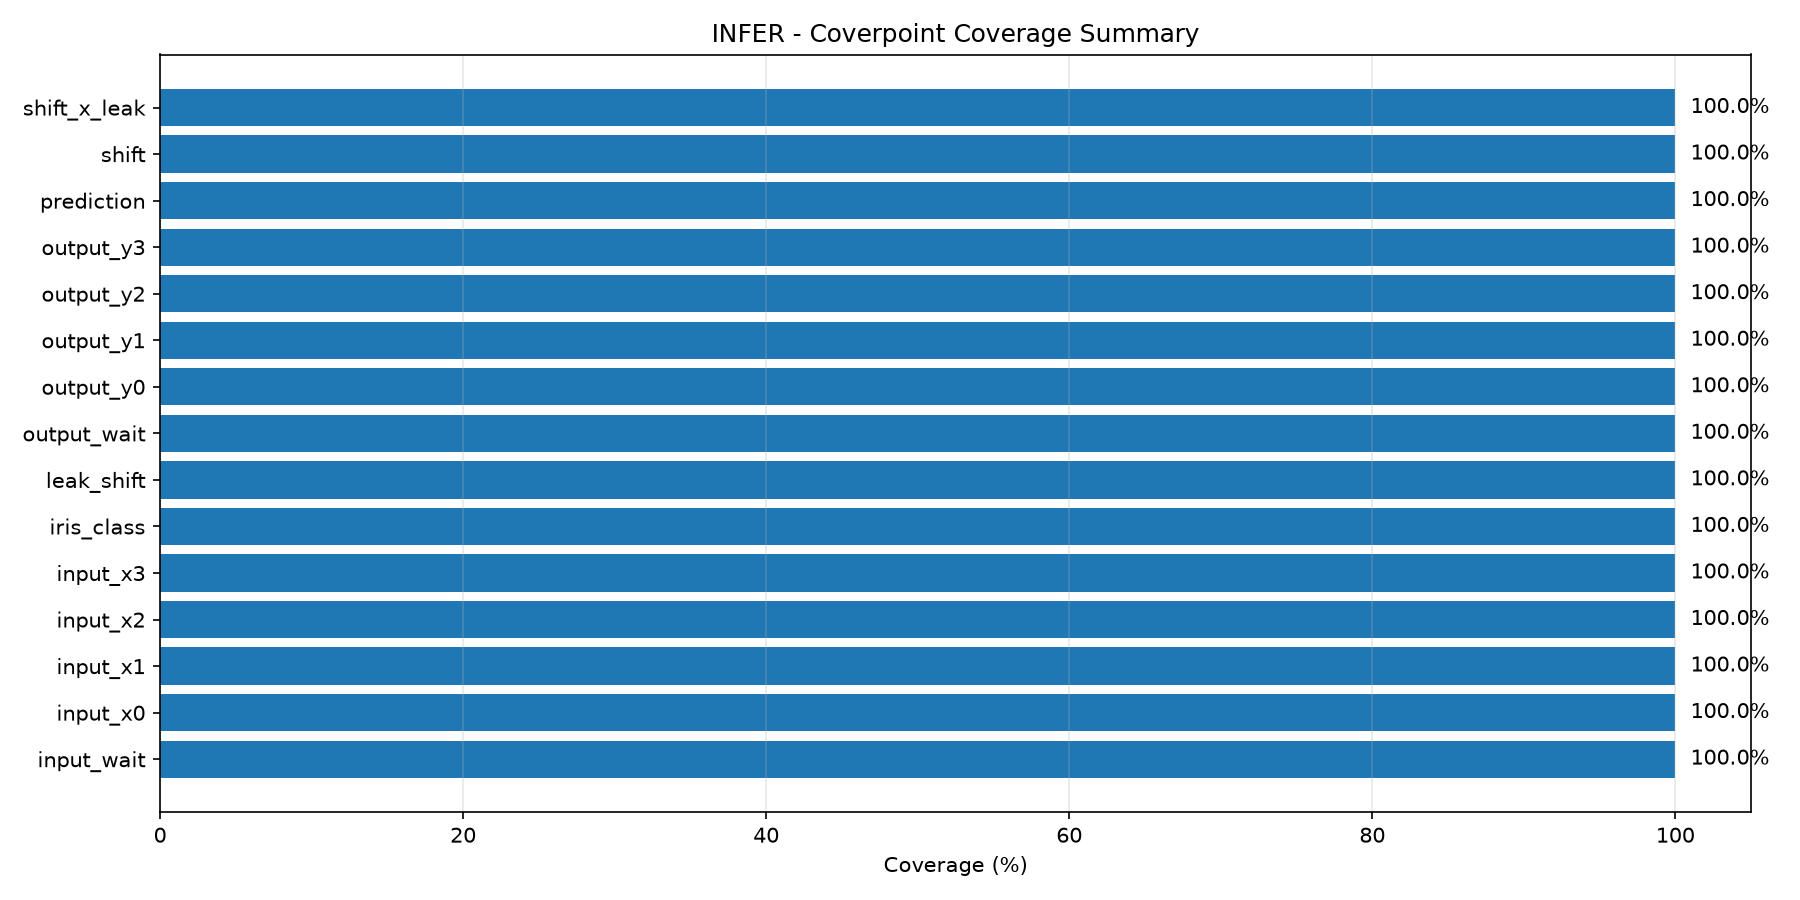 INFER - Coverpoint Coverage Summary
shift_x_leak 100.0%
shift 100.0%
prediction 100.0%
output_y3 100.0%
output_y2 100.0%
output_y1 100.0%
output_y0 100.0%
output_wait 100.0%
leak_shift 100.0%
iris_class 100.0%
input_x3 100.0%
input_x2 100.0%
input_x1 100.0%
input_x0 100.0%
input_wait 100.0%
0 20 40 60 80 100
Coverage (%)